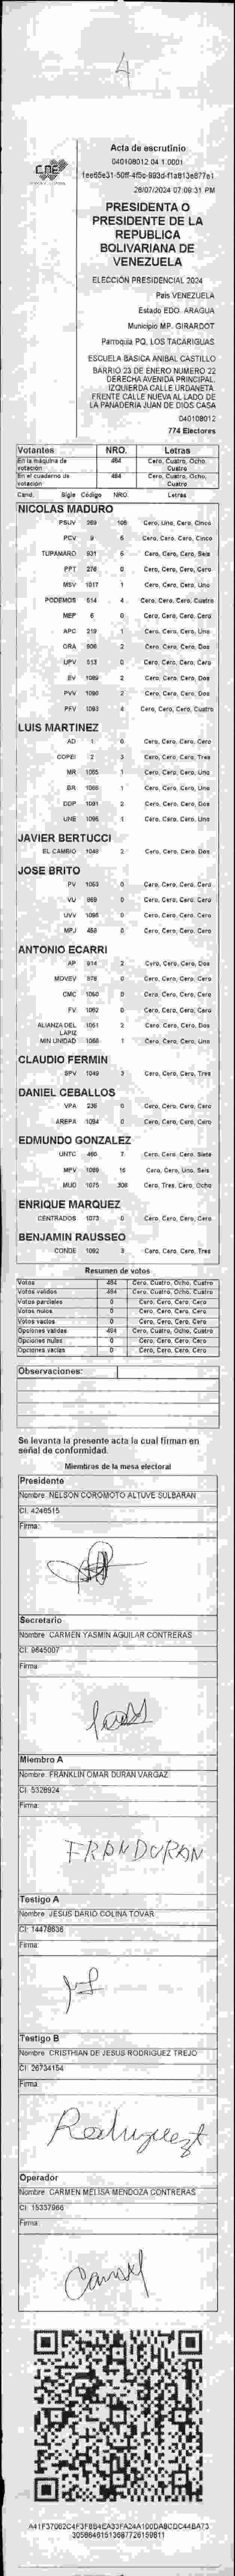 4
CNE
Acta de escrutinio
040108012.04.1.0001
28/07/2024 07:09:31 PM
PRESIDENTA O
PRESIDENTE DE LA
REPUBLICA
BOLIVARIANA DE
VENEZUELA
ELECCIÓN PRESIDENCIAL 2024
País VENEZUELA
Estado EDO. ARAGUA
Municipio MP. GIRARDOT
Parroquia PQ. LOS TACARIGUAS
ESCUELA BASICA ANIBAL CASTILLO
BARRIO 23 DE ENERO NUMERO 22
DERECHA AVENIDA PRINCIPAL.
IZQUIERDA CALLE URDANETA.
FRENTE CALLE NUEVA AL LADO DE
LA PANADERIA JUAN DE DIOS CASA
040108012
774 Electores
Votantes NRO. Letras
En la máquina de votación 484 Cero, Cuatro, Ocho, Cuatro
En el cuaderno de votación 484 Cero, Cuatro, Ocho, Cuatro
Cand. Sigla Código NRO. Letras
NICOLAS MADURO
PSUV 269 105 Cero, Uno, Cero, Cinco
PCV 9 5 Cero, Cero, Cero, Cinco
TUPAMARO 931 6 Cero, Cero, Cero, Seis
PPT 276 0 Cero, Cero, Cero, Cero
MSV 1017 1 Cero, Cero, Cero, Uno
PODEMOS 514 4 Cero, Cero, Cero, Cuatro
MEP 6 0 Cero, Cero, Cero, Cero
APC 219 1 Cero, Cero, Cero, Uno
ORA 906 2 Cero, Cero, Cero, Dos
UPV 513 0 Cero, Cero, Cero, Cero
EV 1089 2 Cero, Cero, Cero, Dos
PVV 1090 2 Cero, Cero, Cero, Dos
PFV 1093 4 Cero, Cero, Cero, Cuatro
LUIS MARTINEZ
AD 1 0 Cero, Cero, Cero, Cero
COPEI 2 3 Cero, Cero, Cero, Tres
MR 1065 1 Cero, Cero, Cero, Uno
BR 1066 1 Cero, Cero, Cero, Uno
DDP 1091 2 Cero, Cero, Cero, Dos
UNE 1095 1 Cero, Cero, Cero, Uno
JAVIER BERTUCCI
EL CAMBIO 1048 2 Cero, Cero, Cero, Dos
JOSE BRITO
PV 1053 0 Cero, Cero, Cero, Cero
VU 869 0 Cero, Cero, Cero, Cero
UVV 1096 0 Cero, Cero, Cero, Cero
MPJ 458 0 Cero, Cero, Cero, Cero
ANTONIO ECARRI
AP 914 2 Cero, Cero, Cero, Dos
MOVEV 978 0 Cero, Cero, Cero, Cero
CMC 1050 0 Cero, Cero, Cero, Cero
FV 1062 0 Cero, Cero, Cero, Cero
ALIANZA DEL LAPIZ 1051 2 Cero, Cero, Cero, Dos
MIN UNIDAD 1068 1 Cero, Cero, Cero, Uno
CLAUDIO FERMIN
SPV 1049 3 Cero, Cero, Cero, Tres
DANIEL CEBALLOS
VPA 236 0 Cero, Cero, Cero, Cero
AREPA 1094 0 Cero, Cero, Cero, Cero
EDMUNDO GONZALEZ
UNTC 460 7 Cero, Cero, Cero, Siete
MPV 1069 16 Cero, Cero, Uno, Seis
MUD 1075 308 Cero, Tres, Cero, Ocho
ENRIQUE MARQUEZ
CENTRADOS 1073 0 Cero, Cero, Cero, Cero
BENJAMIN RAUSSEO
CONDE 1092 3 Cero, Cero, Cero, Tres
Resumen de votos
Votos 484 Cero, Cuatro, Ocho, Cuatro
Votos validos 484 Cero, Cuatro, Ocho, Cuatro
Votos parciales 0 Cero, Cero, Cero, Cero
Votos nulos 0 Cero, Cero, Cero, Cero
Votos vacíos 0 Cero, Cero, Cero, Cero
Opciones validas 484 Cero, Cuatro, Ocho, Cuatro
Opciones nulas 0 Cero, Cero, Cero, Cero
Opciones vacías 0 Cero, Cero, Cero, Cero
Observaciones:
Se levanta la presente acta la cual firman en
señal de conformidad.
Miembros de la mesa electoral
Presidente
Nombre: NELSON COROMOTO ALTUVE SULBARAN
CI: 4246515
Firma:
Secretario
Nombre: CARMEN YASMIN AGUILAR CONTRERAS
CI: 9645007
Firma:
Miembro A
Nombre: FRANKLIN OMAR DURAN VARGAZ
CI: 5328924
Firma:
FRANDURAN
Testigo A
Nombre: JESUS DARIO COLINA TOVAR
CI: 14478636
Firma:
Testigo B
Nombre: CRISTHIAN DE JESUS RODRIGUEZ TREJO
CI: 26734154
Firma:
Rodriguez t
Operador
Nombre: CARMEN MELISA MENDOZA CONTRERAS
CI: 15337966
Firma: